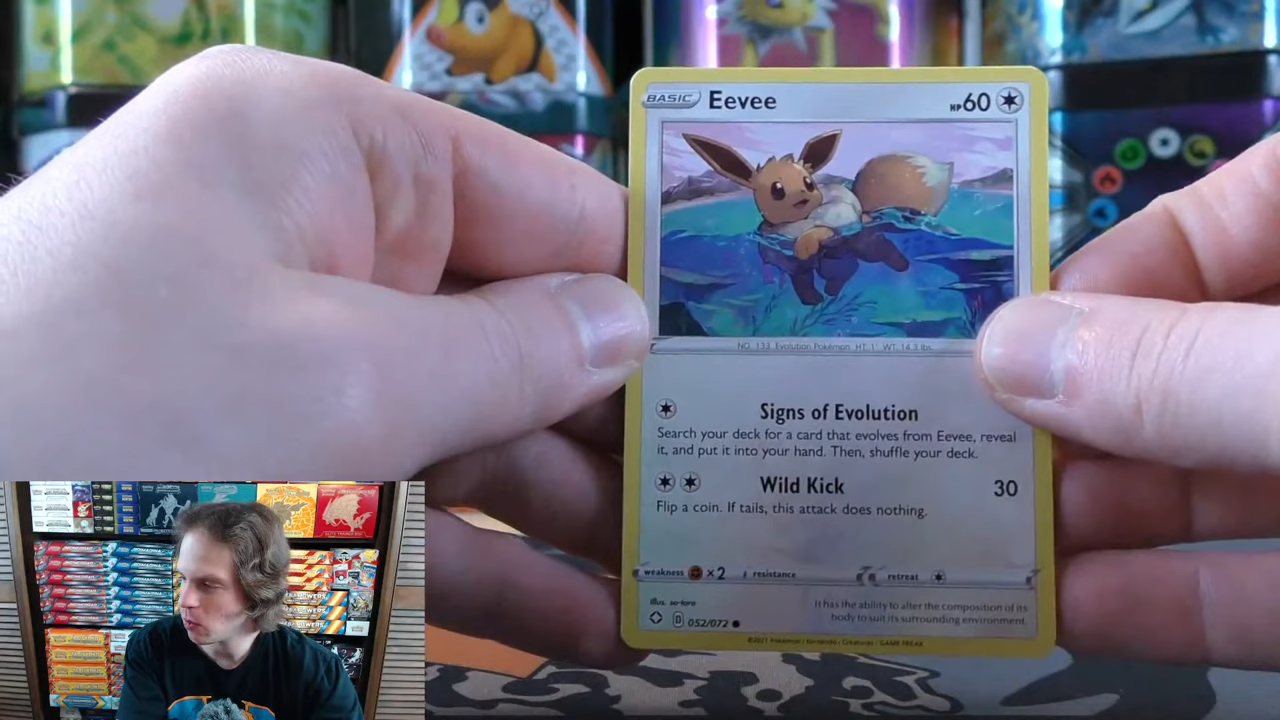 BASIC Eevee HP60
NO. 133 Evolution Pokémon HT: 1' WT: 14.3 lbs.
Signs of Evolution
Search your deck for a card that evolves from Eevee, reveal
it, and put it into your hand. Then, shuffle your deck.
Wild Kick 30
Flip a coin. If tails, this attack does nothing.
weakness ×2 resistance retreat
Illus. so-taro
It has the ability to alter the composition of its
body to suit its surrounding environment.
D 052/072
©2021 Pokémon / Nintendo / Creatures / GAME FREAK